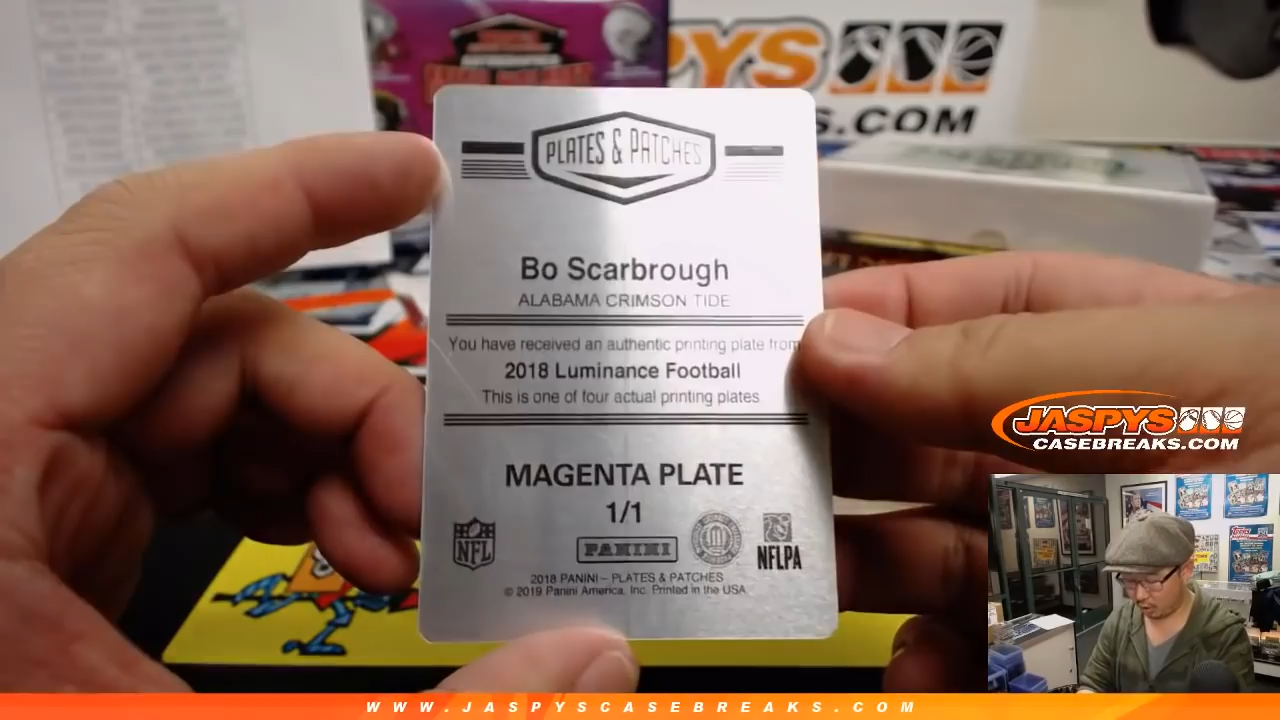 PYS
S.COM
PLATES & PATCHES
Bo Scarbrough
ALABAMA CRIMSON TIDE
You have received an authentic printing plate from
2018 Luminance Football
This is one of four actual printing plates
MAGENTA PLATE
1/1
NFL
PANINI
NFLPA
2018 PANINI – PLATES & PATCHES
© 2019 Panini America, Inc. Printed in the USA
JASPYS
CASEBREAKS.COM
WWW.JASPYSCASEBREAKS.COM